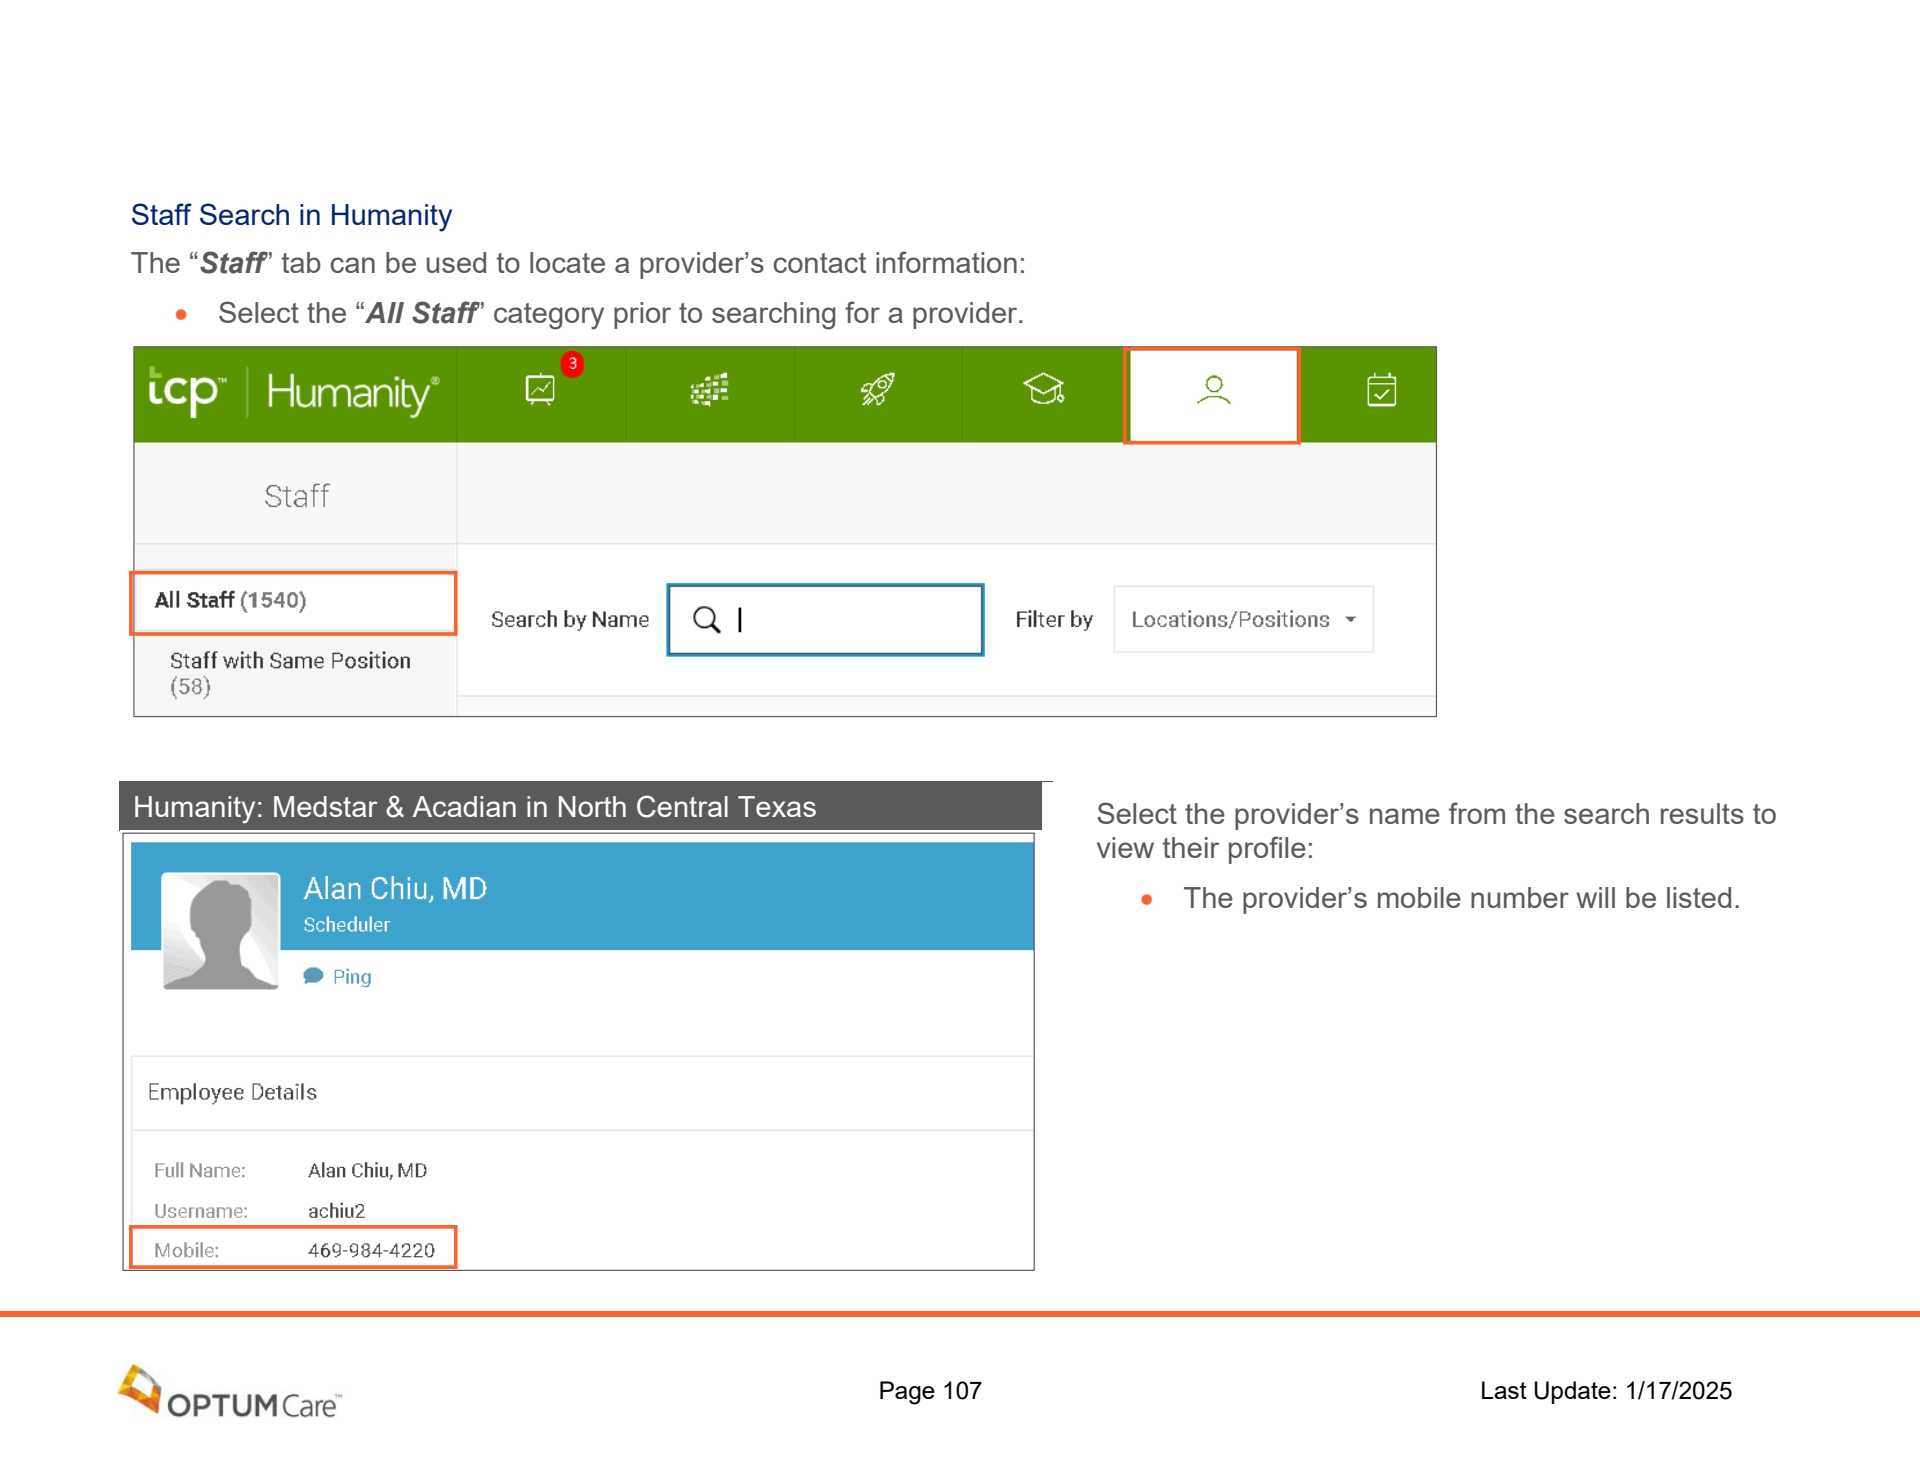 Staff Search in Humanity
The “Staff” tab can be used to locate a provider’s contact information:
• Select the “All Staff” category prior to searching for a provider.
tcp™ | Humanity®
3
Staff
All Staff (1540)
Search by Name
Filter by
Locations/Positions
Staff with Same Position
(58)
Humanity: Medstar & Acadian in North Central Texas
Alan Chiu, MD
Scheduler
Ping
Employee Details
Full Name: Alan Chiu, MD
Username: achiu2
Mobile: 469-984-4220
Select the provider’s name from the search results to
view their profile:
• The provider’s mobile number will be listed.
OPTUMCare™
Page 107
Last Update: 1/17/2025